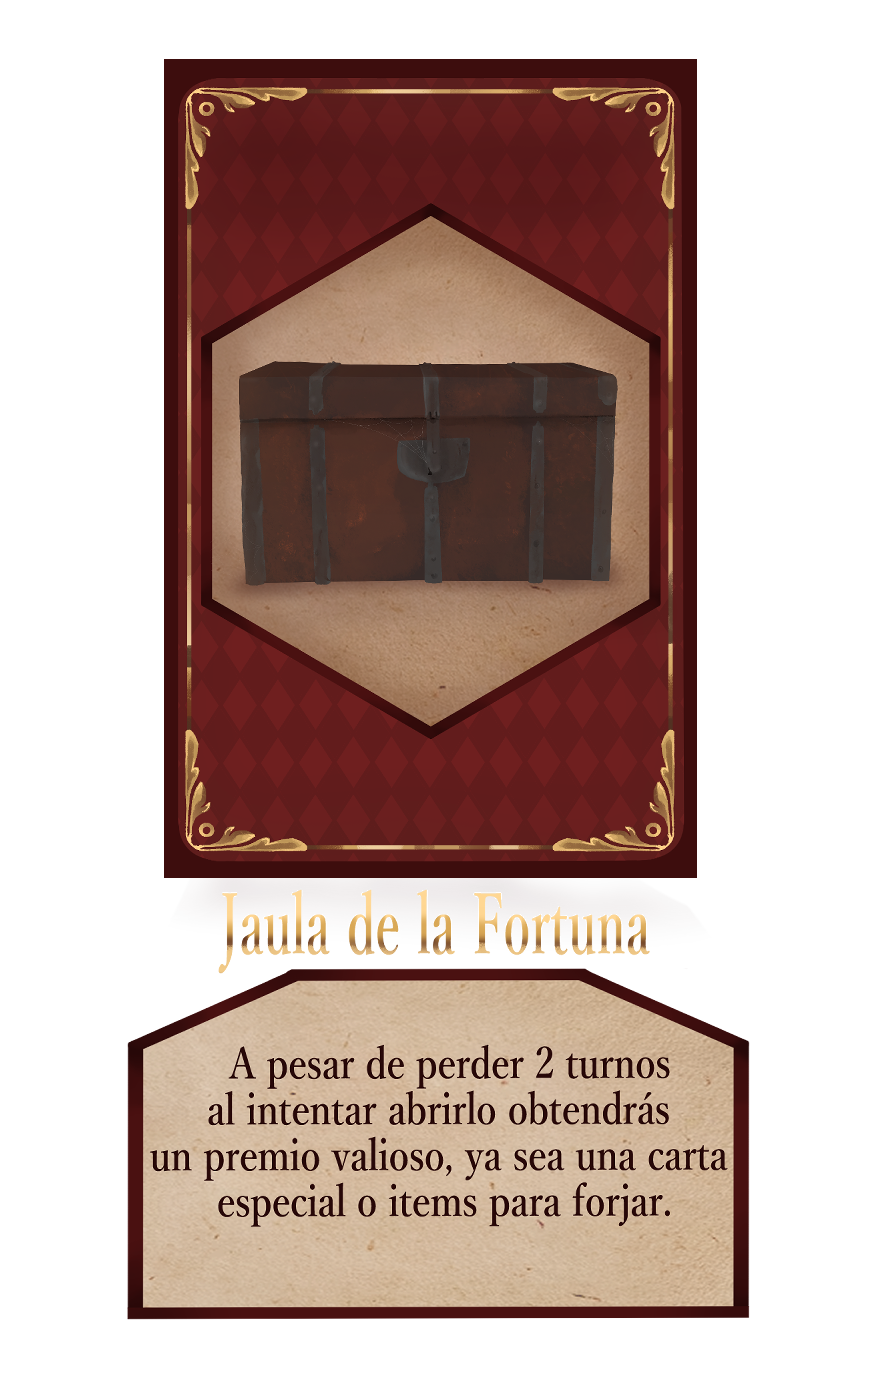 Jaula de la Fortuna
A pesar de perder 2 turnos
al intentar abrirlo obtendrás
un premio valioso, ya sea una carta
especial o items para forjar.